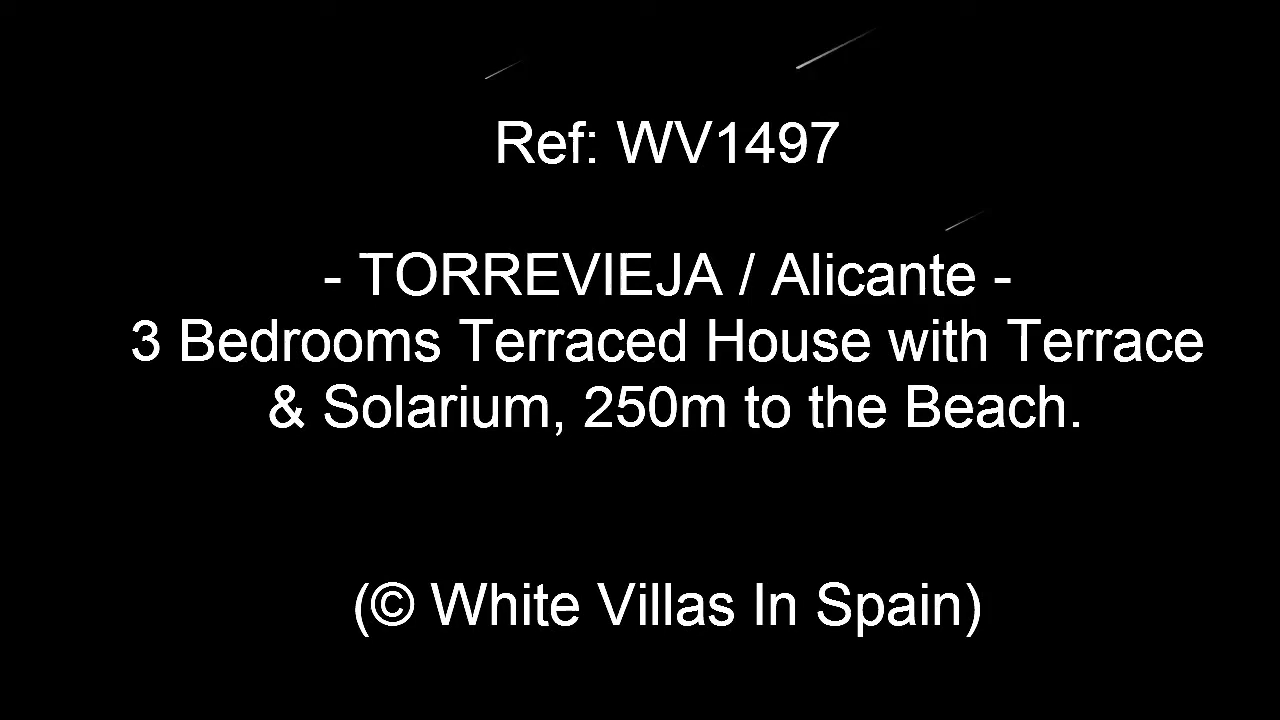 Ref: WV1497
- TORREVIEJA / Alicante -
3 Bedrooms Terraced House with Terrace
& Solarium, 250m to the Beach.
(© White Villas In Spain)